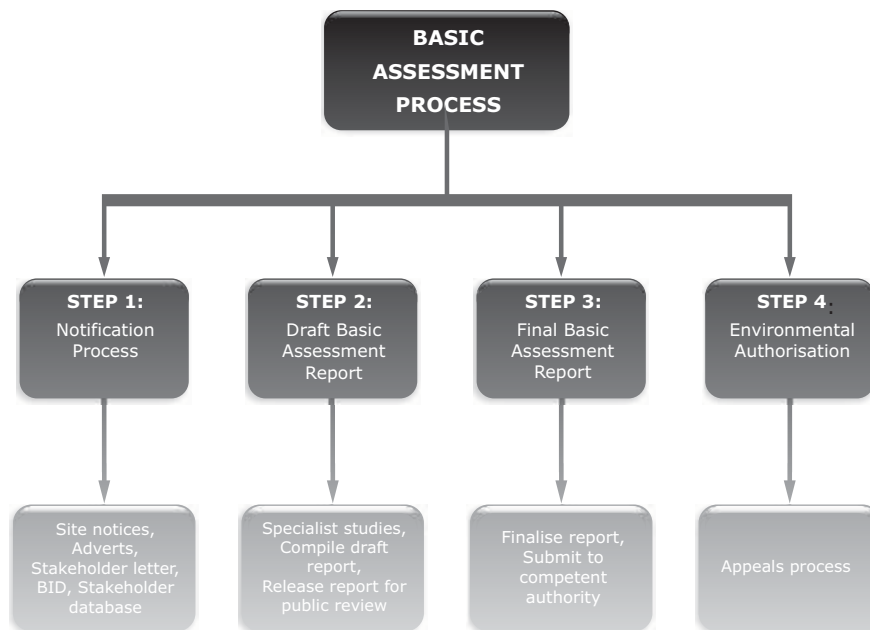 BASIC
ASSESSMENT
PROCESS
STEP 1:
Notification
Process
STEP 2:
Draft Basic
Assessment
Report
STEP 3:
Final Basic
Assessment
Report
STEP 4:
Environmental
Authorisation
Site notices,
Adverts,
Stakeholder letter,
BID, Stakeholder
database
Specialist studies,
Compile draft
report,
Release report for
public review
Finalise report,
Submit to
competent
authority
Appeals process